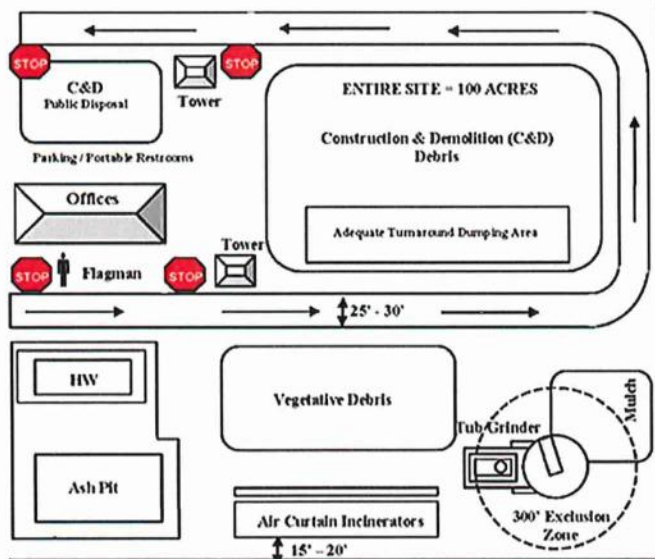 STOP
STOP
C&D
Public Disposal
Tower
ENTIRE SITE = 100 ACRES
Construction & Demolition (C&D)
Debris
Parking / Portable Restrooms
Offices
Adequate Turnaround Dumping Area
Tower
STOP
Flagman
STOP
25' - 30'
HW
Vegetative Debris
Mulch
Tub Grinder
Ash Pit
Air Curtain Incinerators
300' Exclusion
Zone
15' - 20'